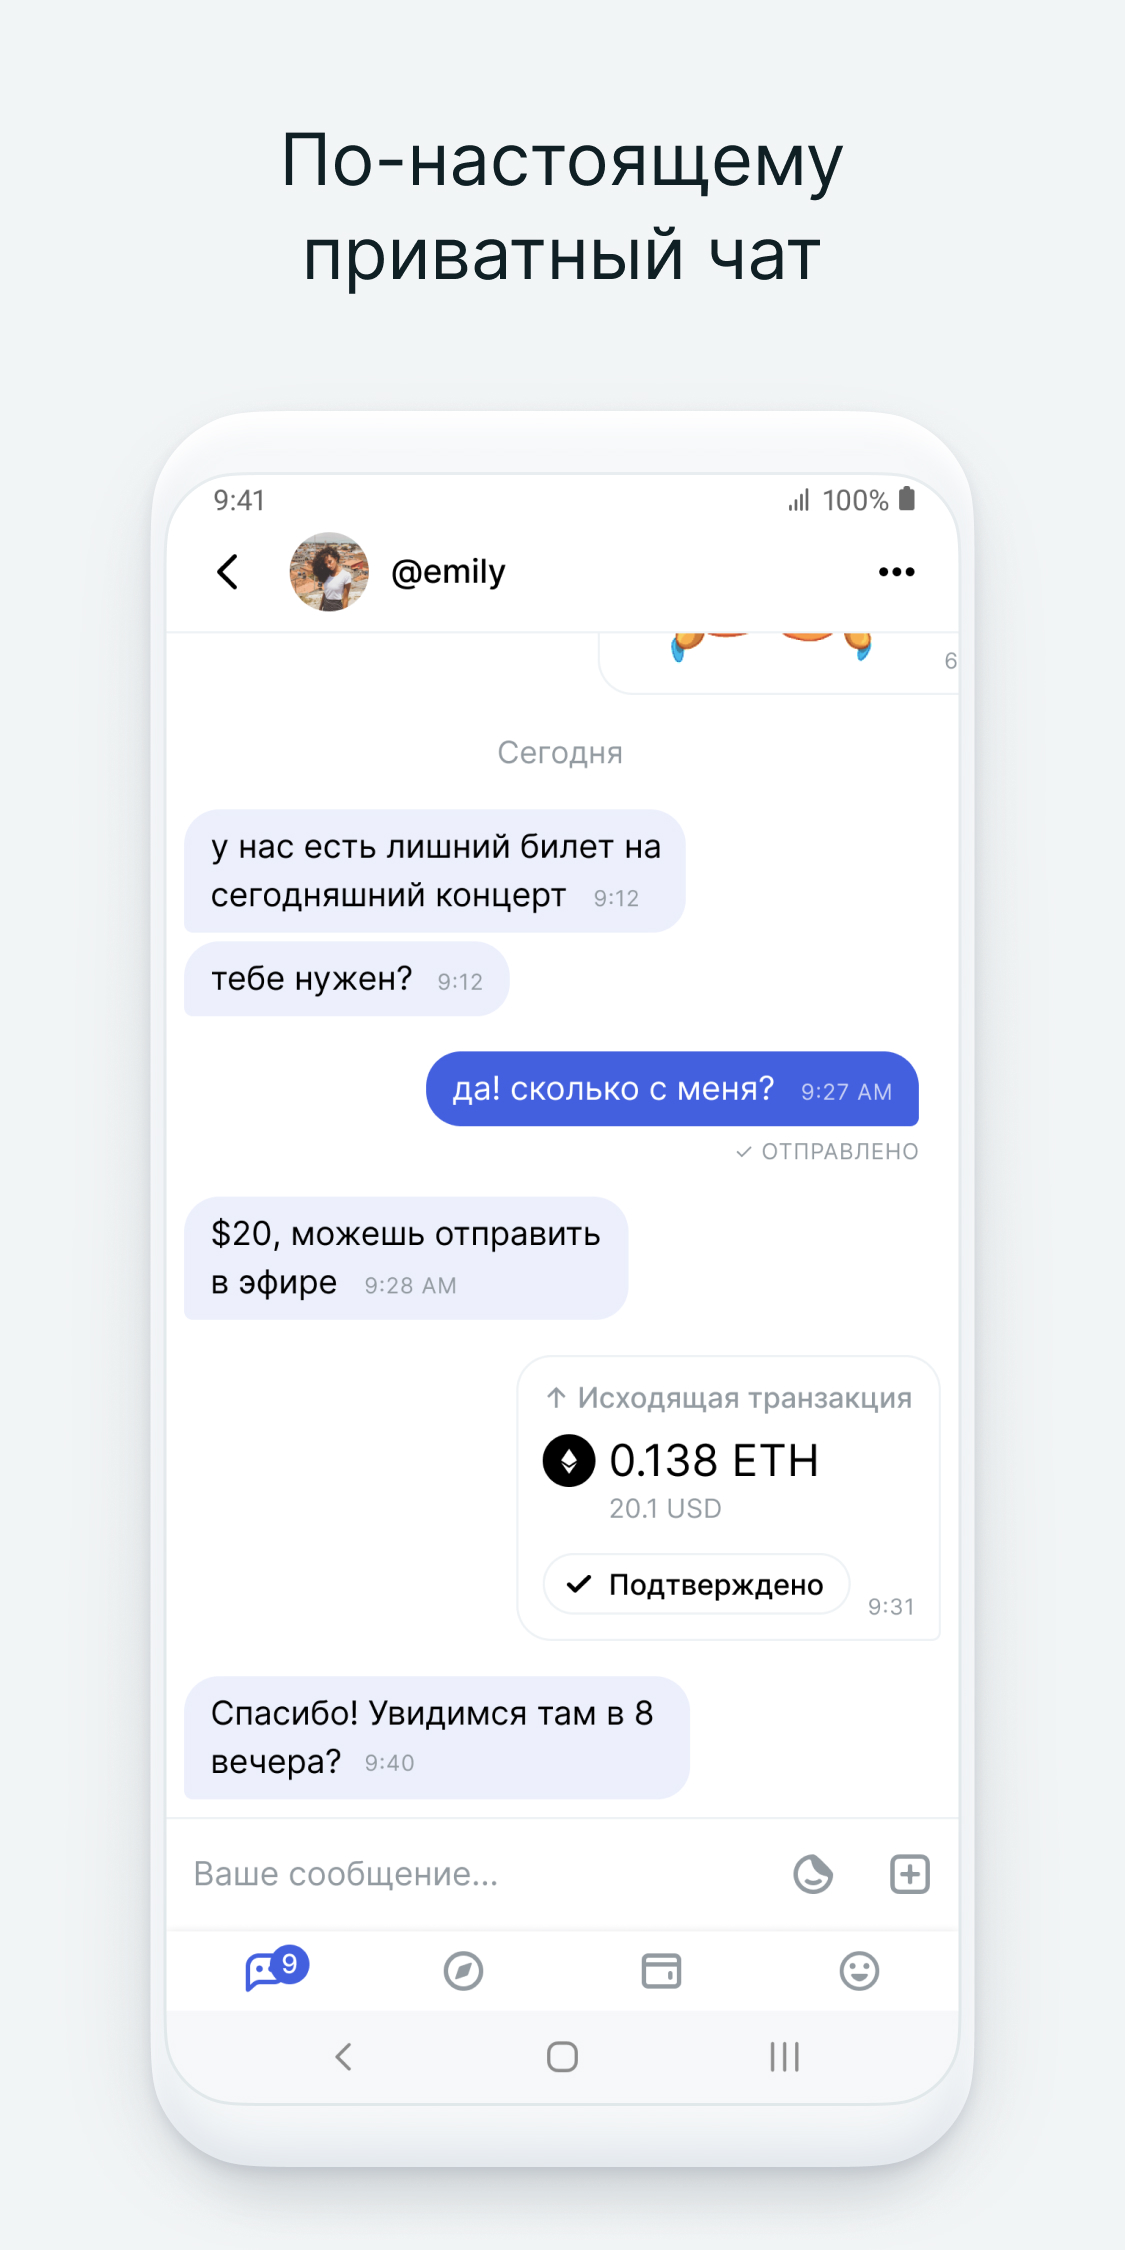 По-настоящему
приватный чат
9:41
100%
@emily
6
Сегодня
у нас есть лишний билет на
сегодняшний концерт 9:12
тебе нужен? 9:12
да! сколько с меня? 9:27 AM
✓ ОТПРАВЛЕНО
$20, можешь отправить
в эфире 9:28 AM
↑ Исходящая транзакция
0.138 ETH
20.1 USD
✓ Подтверждено
9:31
Спасибо! Увидимся там в 8
вечера? 9:40
Ваше сообщение...
9